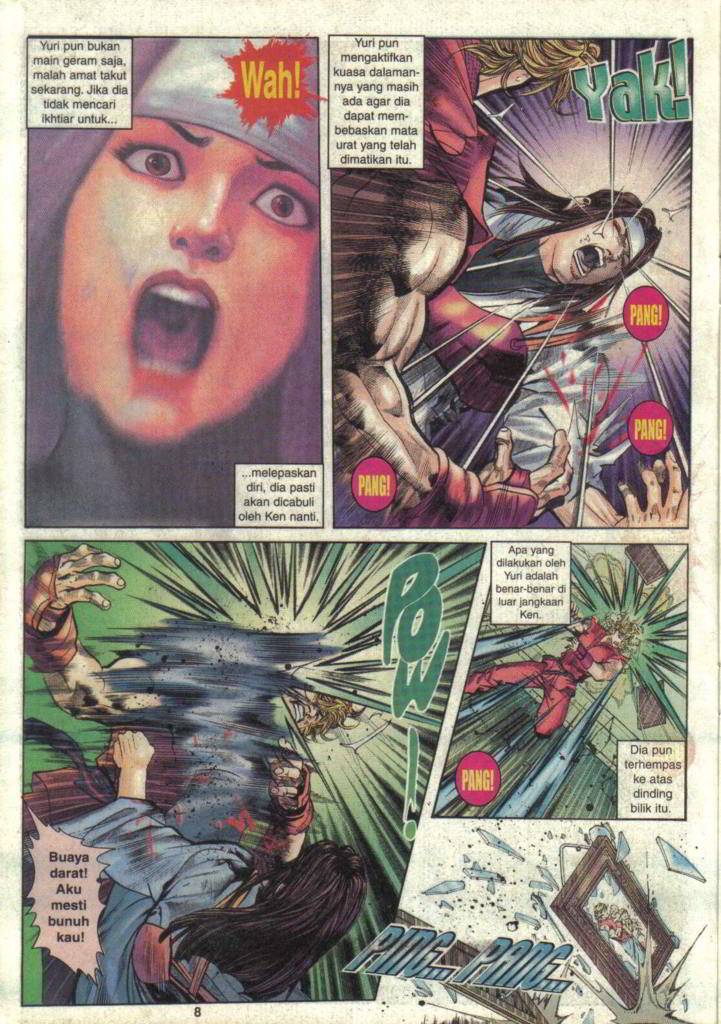 Yuri pun bukan
main geram saja,
malah amat takut
sekarang. Jika dia
tidak mencari
ikhtiar untuk...
Wah!
...melepaskan
diri, dia pasti
akan dicabuli
oleh Ken nanti.
Yuri pun
mengaktifkan
kuasa dalaman-
nya yang masih
ada agar dia
dapat mem-
bebaskan mata
urat yang telah
dimatikan itu.
Yak!
PANG!
PANG!
PANG!
POW!
Buaya
darat!
Aku
mesti
bunuh
kau!
Apa yang
dilakukan oleh
Yuri adalah
benar-benar di
luar jangkaan
Ken.
PANG!
Dia pun
terhempas
ke atas
dinding
bilik itu.
PANG... PANG...
8